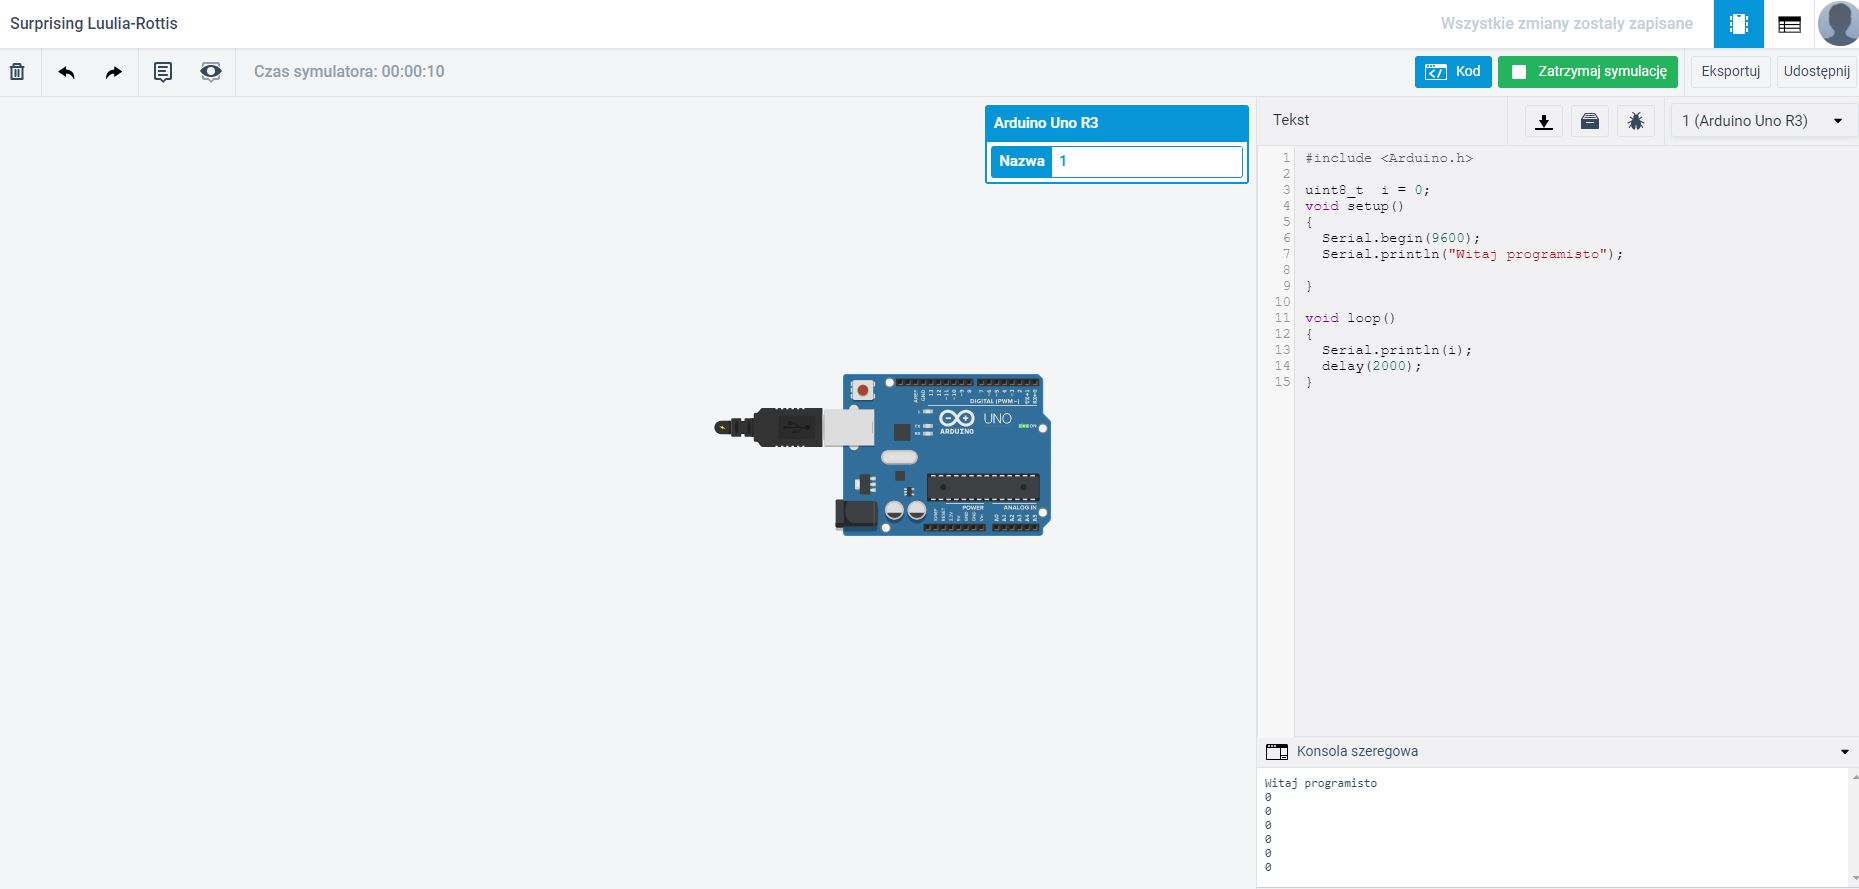 Surprising Luulia-Rottis
Wszystkie zmiany zostały zapisane
Czas symulatora: 00:00:10
Kod
Zatrzymaj symulację
Eksportuj
Udostępnij
Arduino Uno R3
Nazwa 1
DIGITAL (PWM~)
UNO
ARDUINO
ON
POWER
ANALOG IN
Tekst
1 (Arduino Uno R3)
1 #include <Arduino.h>
2
3 uint8_t  i = 0;
4 void setup()
5 {
6   Serial.begin(9600);
7   Serial.println("Witaj programisto");
8
9 }
10
11 void loop()
12 {
13   Serial.println(i);
14   delay(2000);
15 }
Konsola szeregowa
Witaj programisto
0
0
0
0
0
0